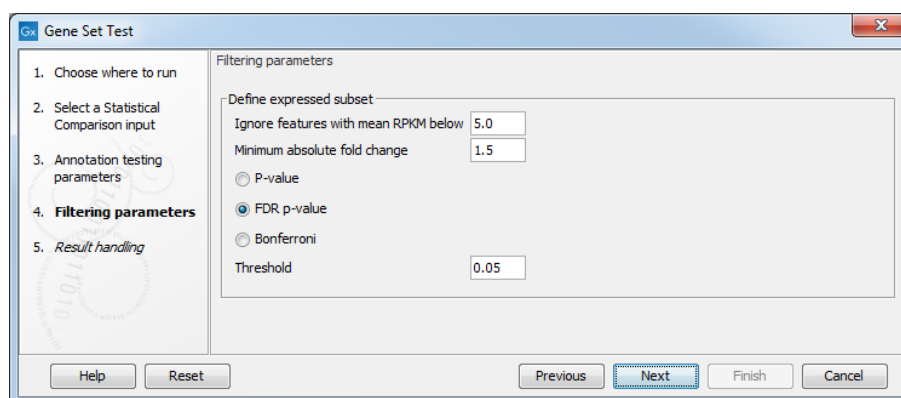 Gx Gene Set Test
1. Choose where to run
2. Select a Statistical
Comparison input
3. Annotation testing
parameters
4. Filtering parameters
5. Result handling
Filtering parameters
Define expressed subset
Ignore features with mean RPKM below 5.0
Minimum absolute fold change 1.5
P-value
FDR p-value
Bonferroni
Threshold 0.05
Help Reset Previous Next Finish Cancel